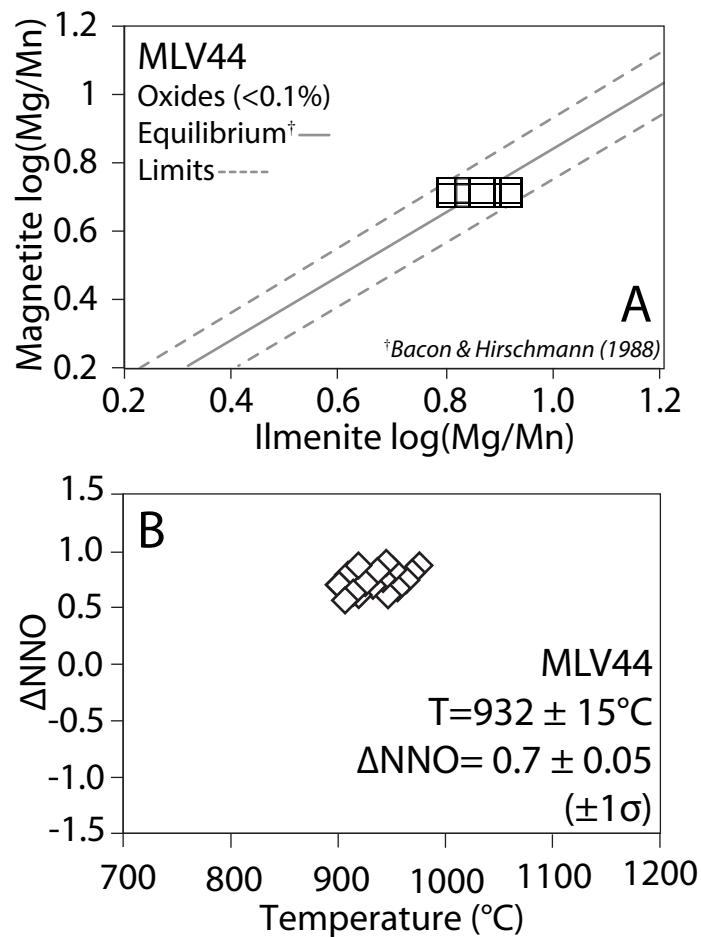 1.2
1
0.8
0.6
0.4
0.2
Magnetite log(Mg/Mn)
MLV44
Oxides (<0.1%)
Equilibrium†
Limits
A
†Bacon & Hirschmann (1988)
0.2 0.4 0.6 0.8 1.0 1.2
Ilmenite log(Mg/Mn)
1.5
1.0
0.5
0.0
-0.5
-1.0
-1.5
ΔNNO
B
MLV44
T=932 ± 15°C
ΔNNO= 0.7 ± 0.05
(±1σ)
700 800 900 1000 1100 1200
Temperature (°C)